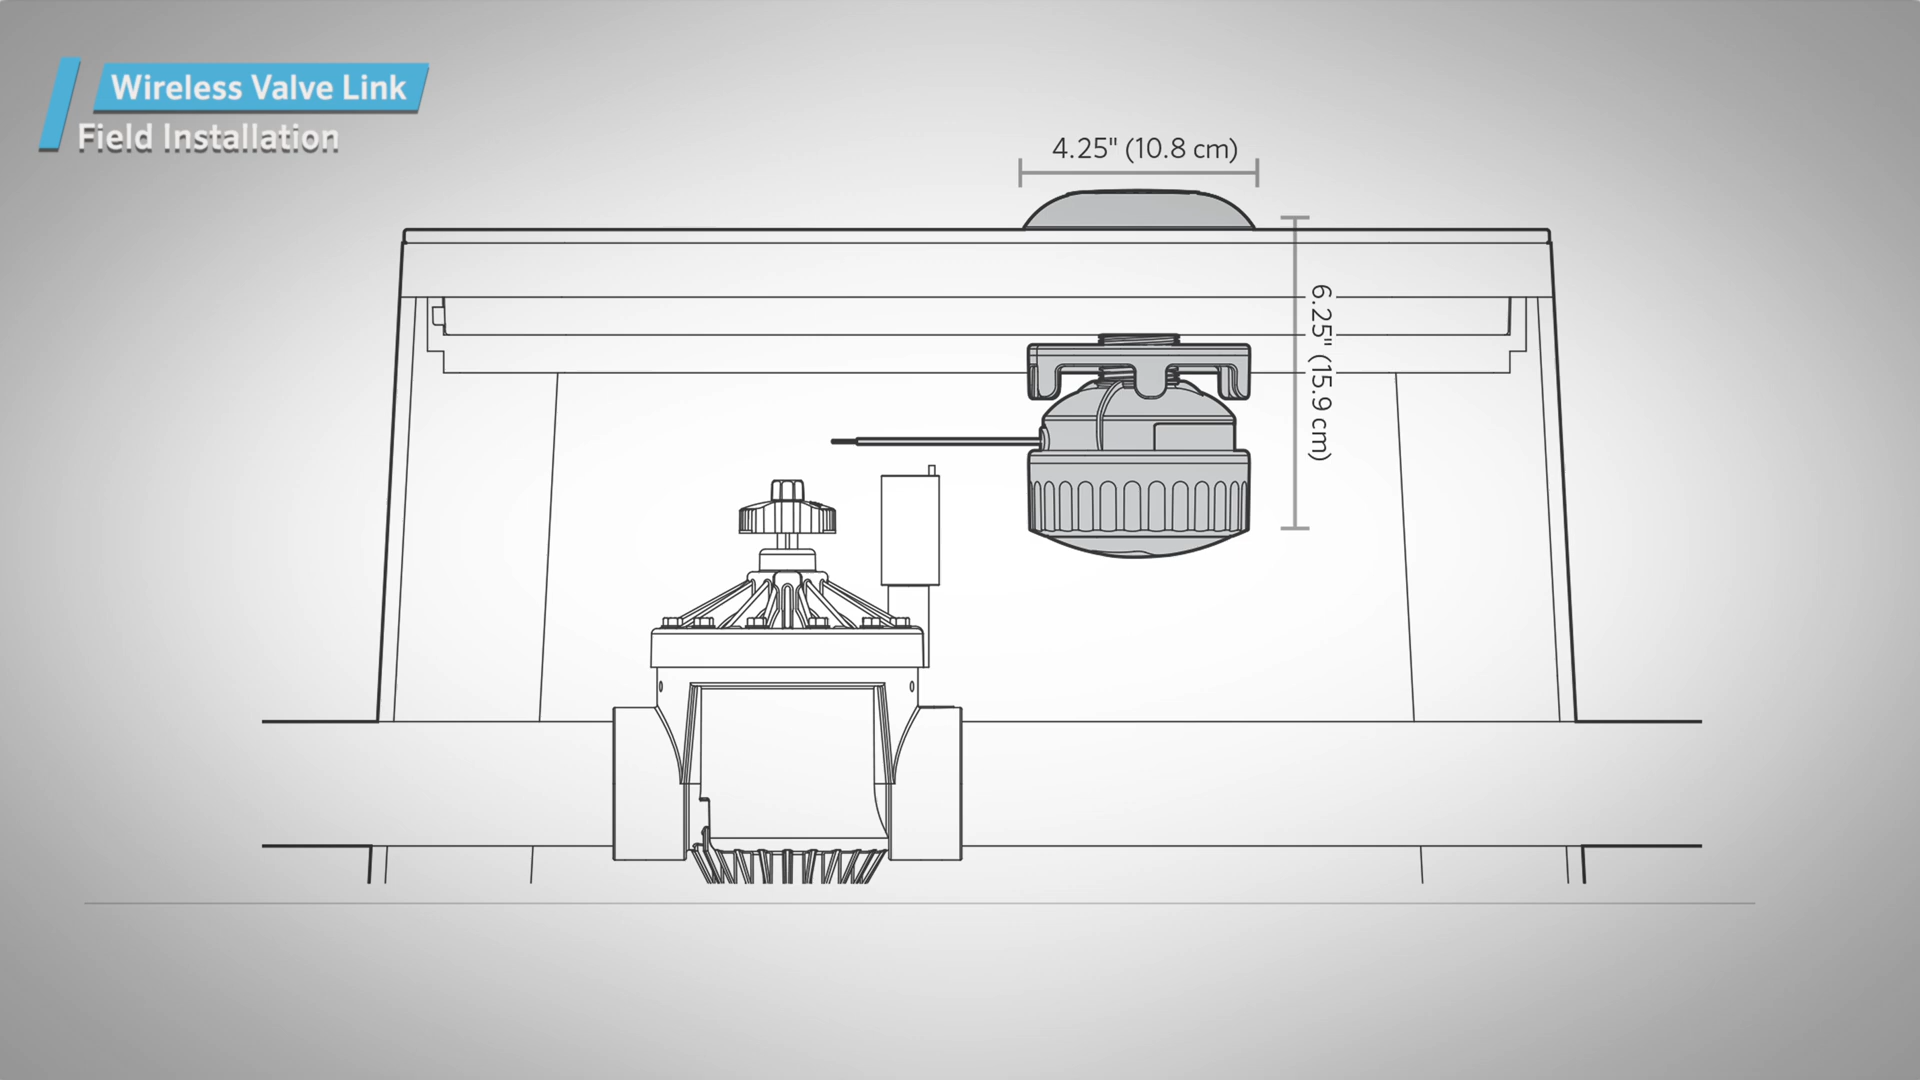 Wireless Valve Link
Field Installation
4.25" (10.8 cm)
6.25" (15.9 cm)